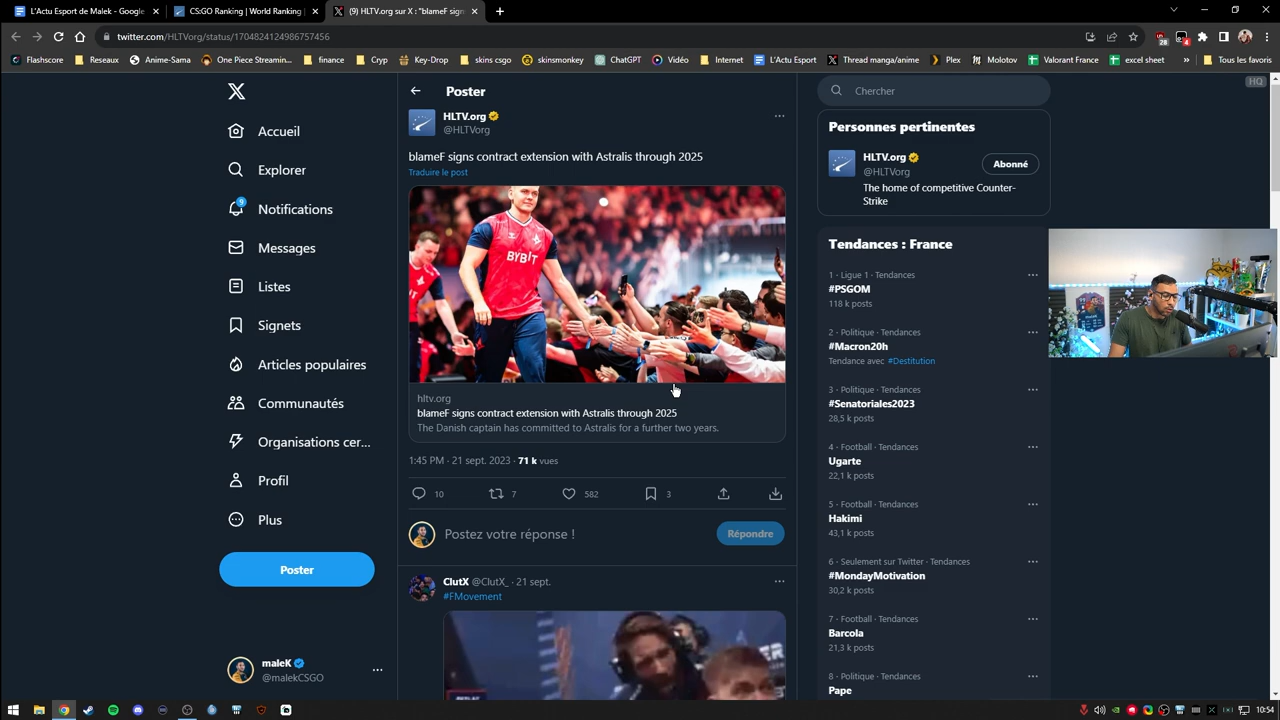 L'Actu Esport de Malek - Google
CS:GO Ranking | World Ranking
(9) HLTV.org sur X : "blameF sign
twitter.com/HLTVorg/status/1704824124986757456
Flashscore
Reseaux
Anime-Sama
One Piece Streamin...
finance
Cryp
Key-Drop
skins csgo
skinsmonkey
ChatGPT
Vidéo
Internet
L'Actu Esport
Thread manga/anime
Plex
Molotov
Valorant France
excel sheet
Tous les favoris
28
4
HQ
Accueil
Explorer
9
Notifications
Messages
Listes
Signets
Articles populaires
Communautés
Organisations cer...
Profil
Plus
Poster
maleK
@malekCSGO
Poster
HLTV.org
@HLTVorg
blameF signs contract extension with Astralis through 2025
Traduire le post
BYBIT
hltv.org
blameF signs contract extension with Astralis through 2025
The Danish captain has committed to Astralis for a further two years.
1:45 PM · 21 sept. 2023 · 71 k vues
10
7
582
3
Postez votre réponse !
Répondre
ClutX @ClutX_ · 21 sept.
#FMovement
Chercher
Personnes pertinentes
HLTV.org
@HLTVorg
Abonné
The home of competitive Counter-
Strike
Tendances : France
1 · Ligue 1 · Tendances
#PSGOM
118 k posts
2 · Politique · Tendances
#Macron20h
Tendance avec #Destitution
3 · Politique · Tendances
#Senatoriales2023
28,5 k posts
4 · Football · Tendances
Ugarte
22,1 k posts
5 · Football · Tendances
Hakimi
43,1 k posts
6 · Seulement sur Twitter · Tendances
#MondayMotivation
30,2 k posts
7 · Football · Tendances
Barcola
21,3 k posts
8 · Politique · Tendances
Pape
10:54